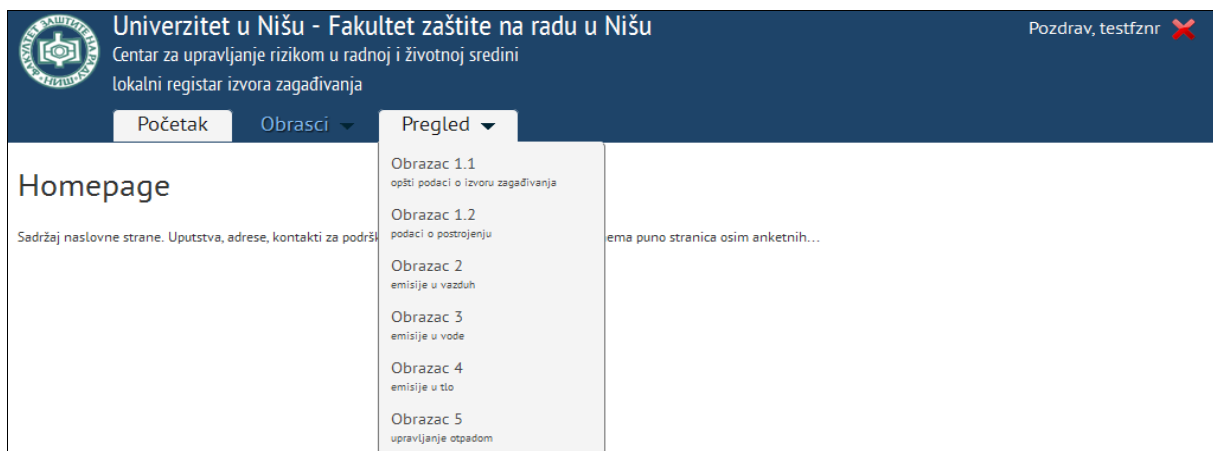 Univerzitet u Nišu - Fakultet zaštite na radu u Nišu
Centar za upravljanje rizikom u radnoj i životnoj sredini
lokalni registar izvora zagađivanja
Pozdrav, testfznr
Početak Obrasci Pregled
Homepage
Sadržaj naslovne strane. Uputstva, adrese, kontakti za podršk
ema puno stranica osim anketnih...
Obrazac 1.1
opšti podaci o izvoru zagađivanja
Obrazac 1.2
podaci o postrojenju
Obrazac 2
emisije u vazduh
Obrazac 3
emisije u vode
Obrazac 4
emisije u tlo
Obrazac 5
upravljanje otpadom